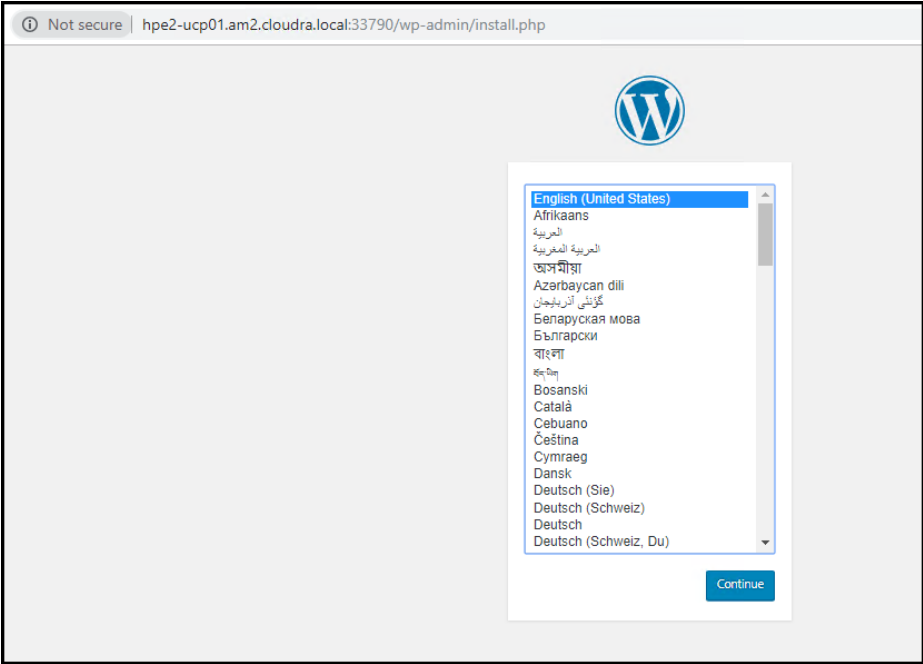 Not secure hpe2-ucp01.am2.cloudra.local:33790/wp-admin/install.php
English (United States)
Afrikaans
العربية
العربية المغربية
অসমীয়া
Azərbaycan dili
گؤنئی آذربایجان
Беларуская мова
Български
বাংলা
བོད་ཡིག
Bosanski
Català
Cebuano
Čeština
Cymraeg
Dansk
Deutsch (Sie)
Deutsch (Schweiz)
Deutsch
Deutsch (Schweiz, Du)
Continue